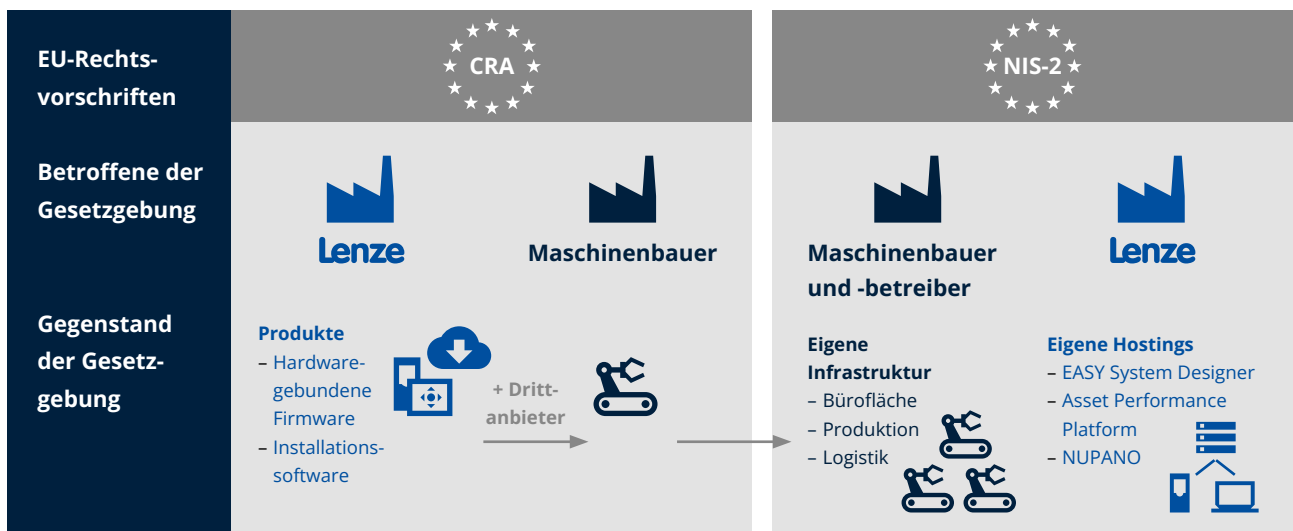 EU-Rechts-
vorschriften
CRA
NIS-2
Betroffene der
Gesetzgebung
Lenze
Maschinenbauer
Maschinenbauer
und -betreiber
Lenze
Gegenstand
der Gesetz-
gebung
Produkte
– Hardware-
gebundene
Firmware
– Installations-
software
+ Dritt-
anbieter
Eigene
Infrastruktur
– Bürofläche
– Produktion
– Logistik
Eigene Hostings
– EASY System Designer
– Asset Performance
Platform
– NUPANO